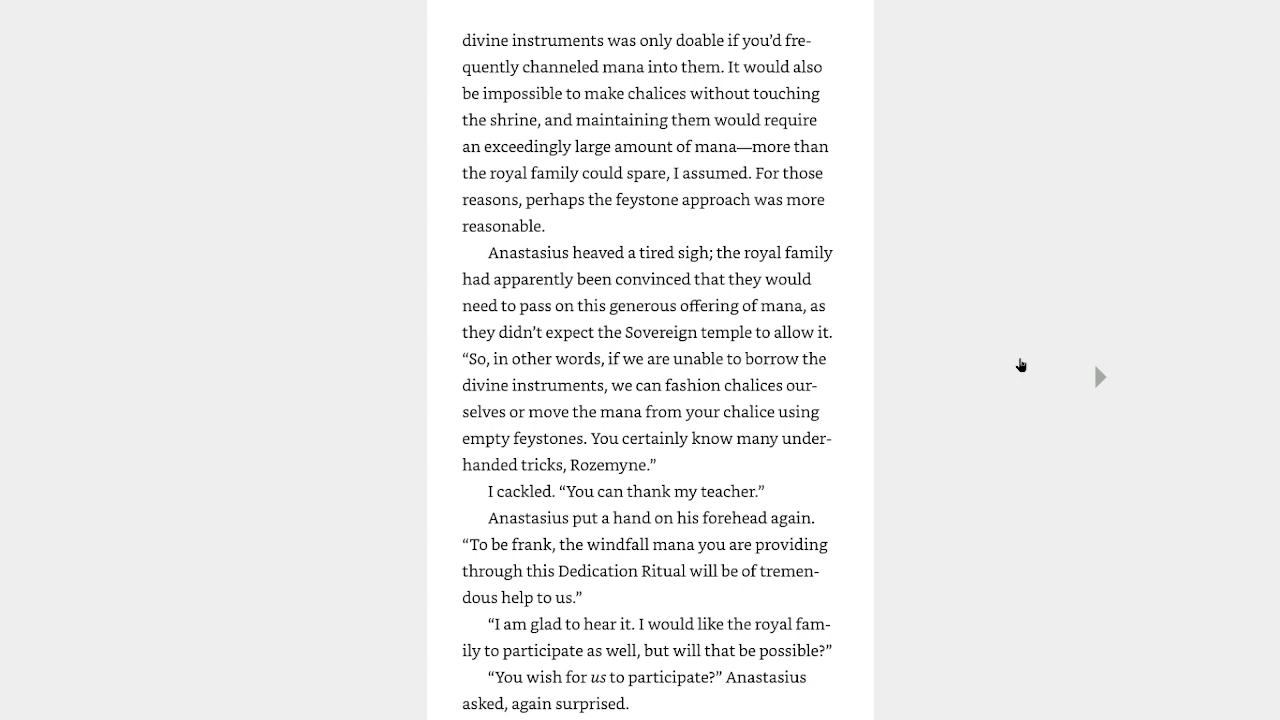 divine instruments was only doable if you’d fre-
quently channeled mana into them. It would also
be impossible to make chalices without touching
the shrine, and maintaining them would require
an exceedingly large amount of mana—more than
the royal family could spare, I assumed. For those
reasons, perhaps the feystone approach was more
reasonable.
Anastasius heaved a tired sigh; the royal family
had apparently been convinced that they would
need to pass on this generous offering of mana, as
they didn’t expect the Sovereign temple to allow it.
“So, in other words, if we are unable to borrow the
divine instruments, we can fashion chalices our-
selves or move the mana from your chalice using
empty feystones. You certainly know many under-
handed tricks, Rozemyne.”
I cackled. “You can thank my teacher.”
Anastasius put a hand on his forehead again.
“To be frank, the windfall mana you are providing
through this Dedication Ritual will be of tremen-
dous help to us.”
“I am glad to hear it. I would like the royal fam-
ily to participate as well, but will that be possible?”
“You wish for us to participate?” Anastasius
asked, again surprised.